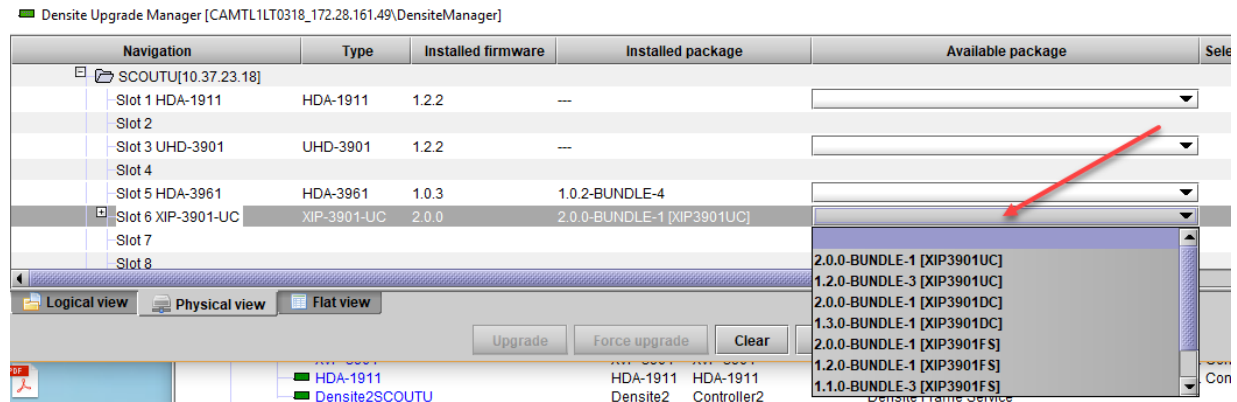 Densite Upgrade Manager [CAMTL1LT0318_172.28.161.49\DensiteManager]
Navigation Type Installed firmware Installed package Available package Sele
SCOUTU[10.37.23.18]
Slot 1 HDA-1911 HDA-1911 1.2.2 ---
Slot 2
Slot 3 UHD-3901 UHD-3901 1.2.2 ---
Slot 4
Slot 5 HDA-3961 HDA-3961 1.0.3 1.0.2-BUNDLE-4
Slot 6 XIP-3901-UC XIP-3901-UC 2.0.0 2.0.0-BUNDLE-1 [XIP3901UC]
Slot 7
Slot 8
2.0.0-BUNDLE-1 [XIP3901UC]
1.2.0-BUNDLE-3 [XIP3901UC]
2.0.0-BUNDLE-1 [XIP3901DC]
1.3.0-BUNDLE-1 [XIP3901DC]
2.0.0-BUNDLE-1 [XIP3901FS]
1.2.0-BUNDLE-1 [XIP3901FS]
1.1.0-BUNDLE-3 [XIP3901FS]
Logical view Physical view Flat view
Upgrade Force upgrade Clear
HDA-1911 HDA-1911 HDA-1911 Con
Densite2SCOUTU Densite2 Controller2 Densite Frame Service